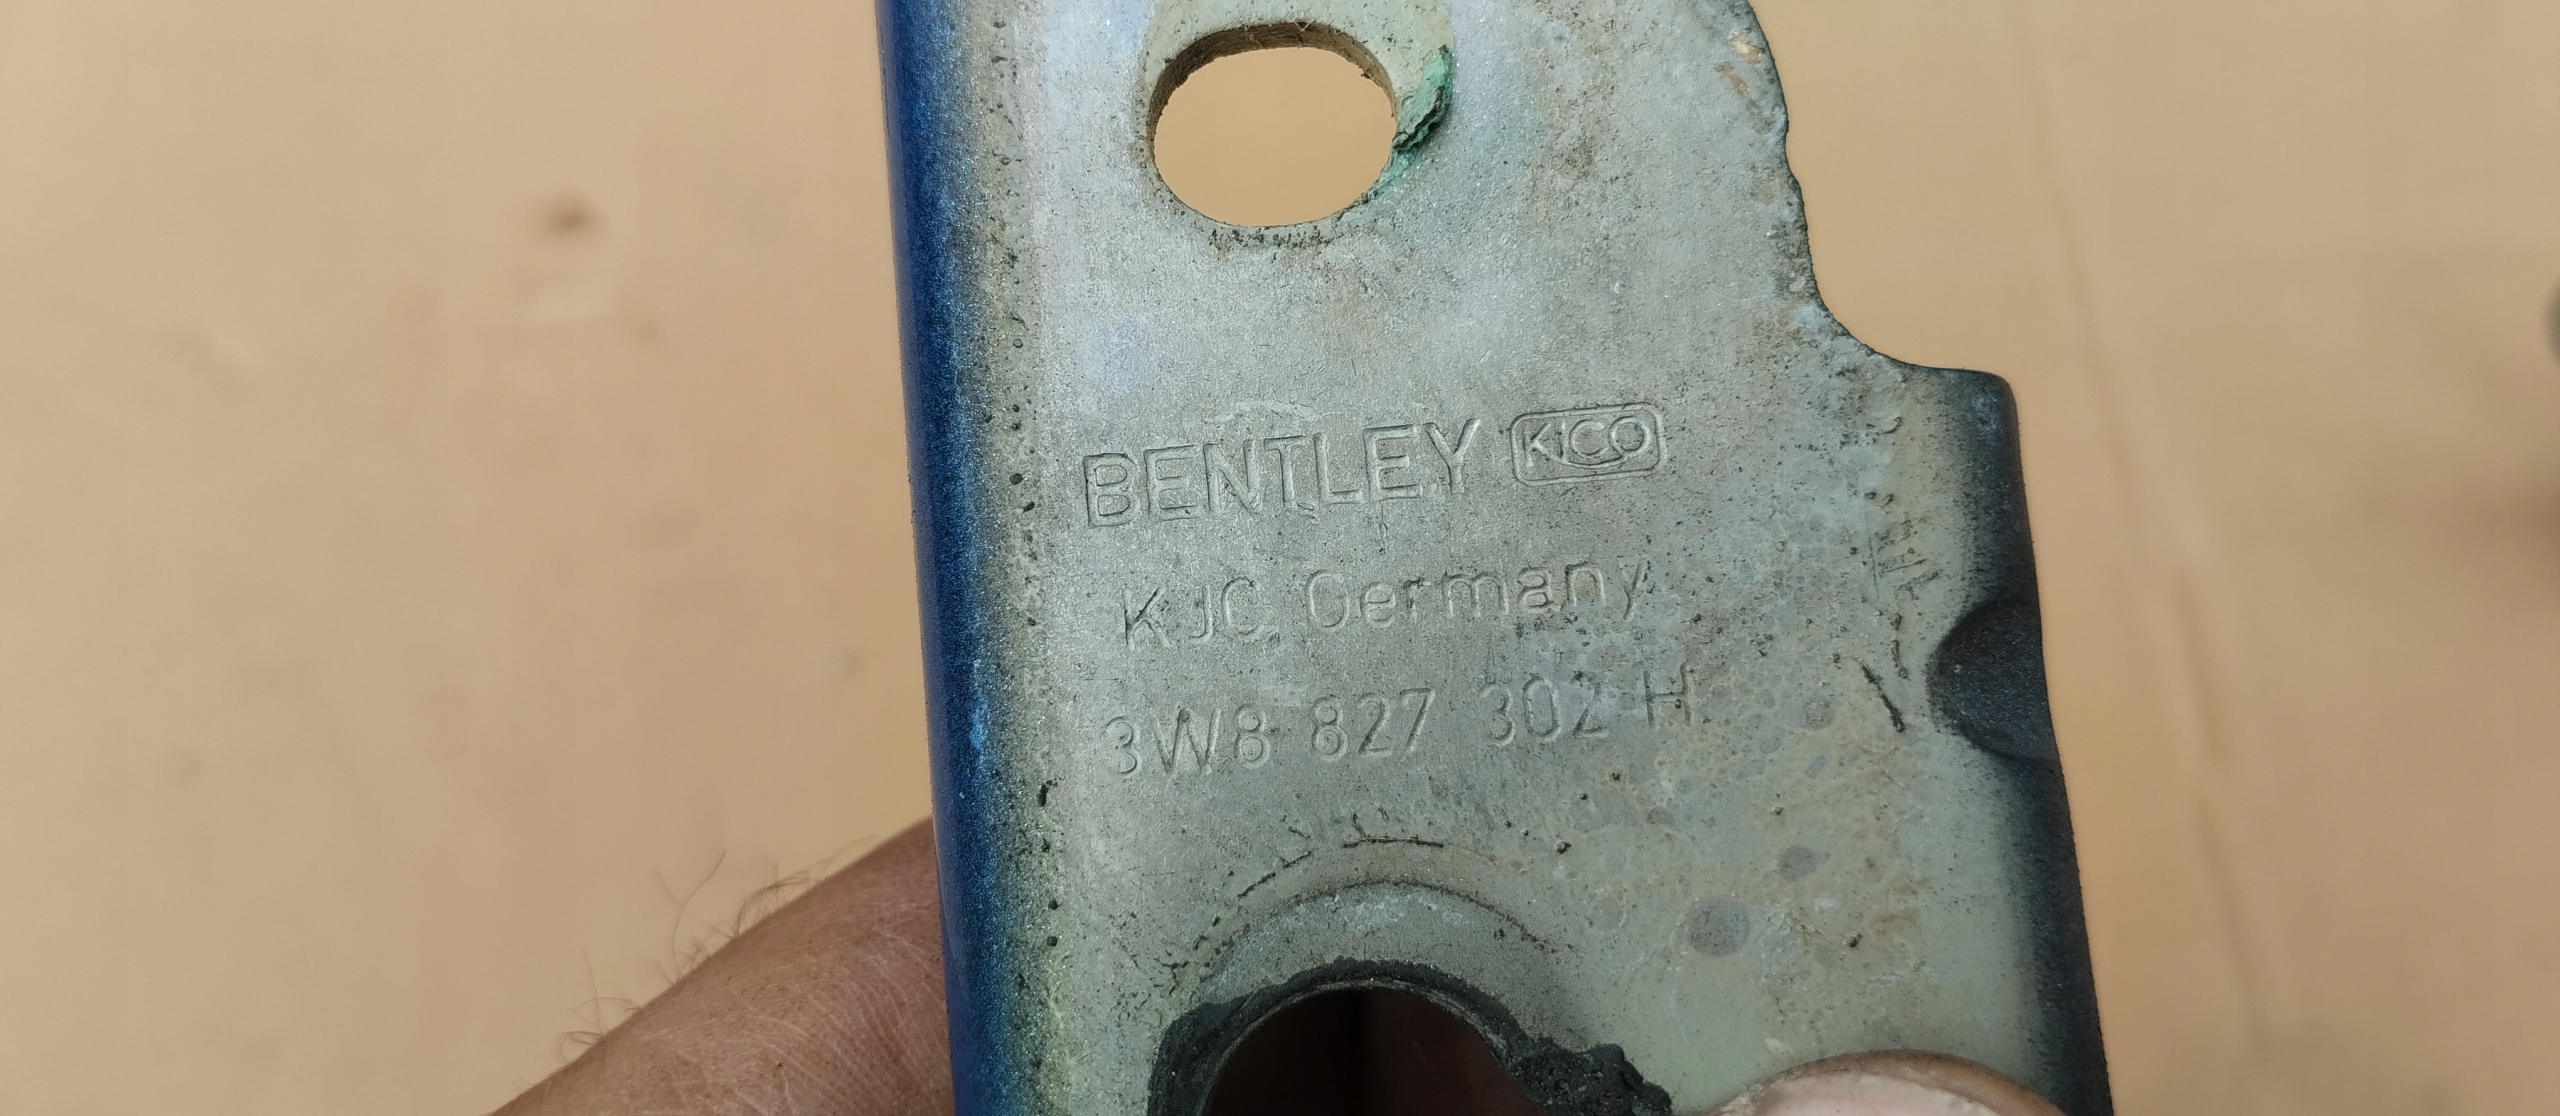 BENTLEY KICO
KJC Germany
3W8 827 302 H